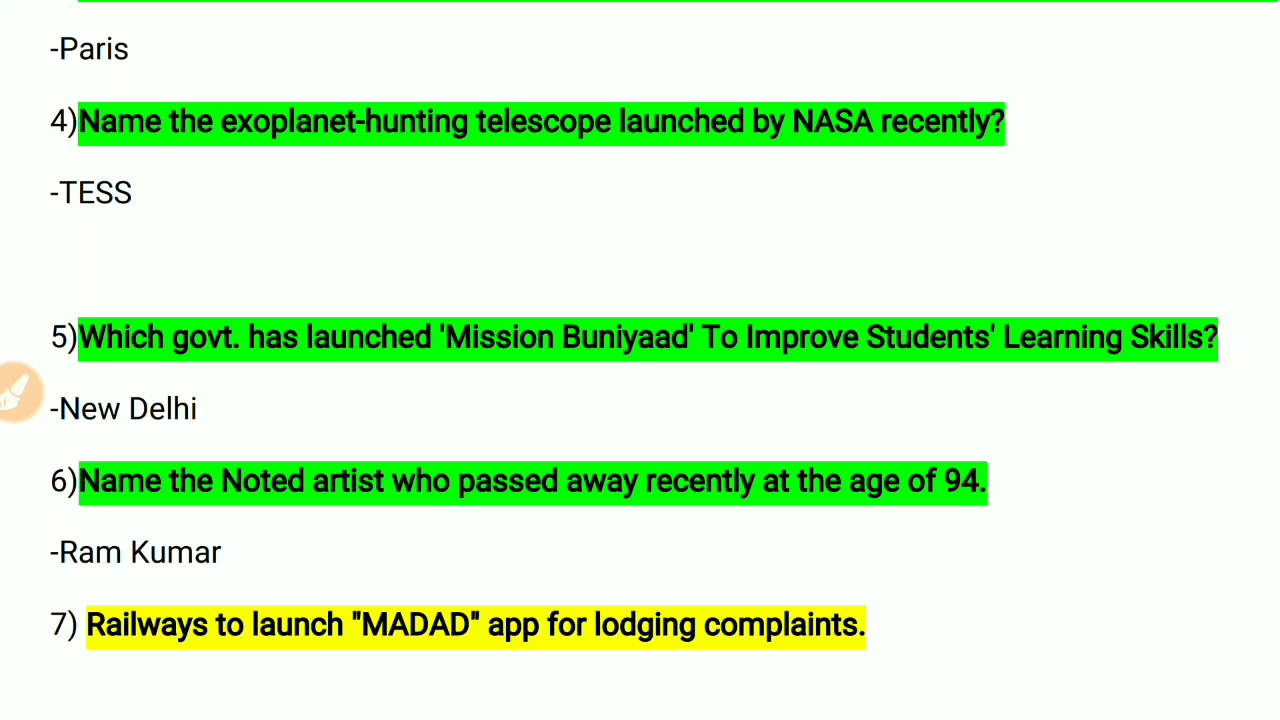 -Paris
4)Name the exoplanet-hunting telescope launched by NASA recently?
-TESS
5)Which govt. has launched 'Mission Buniyaad' To Improve Students' Learning Skills?
-New Delhi
6)Name the Noted artist who passed away recently at the age of 94.
-Ram Kumar
7) Railways to launch "MADAD" app for lodging complaints.